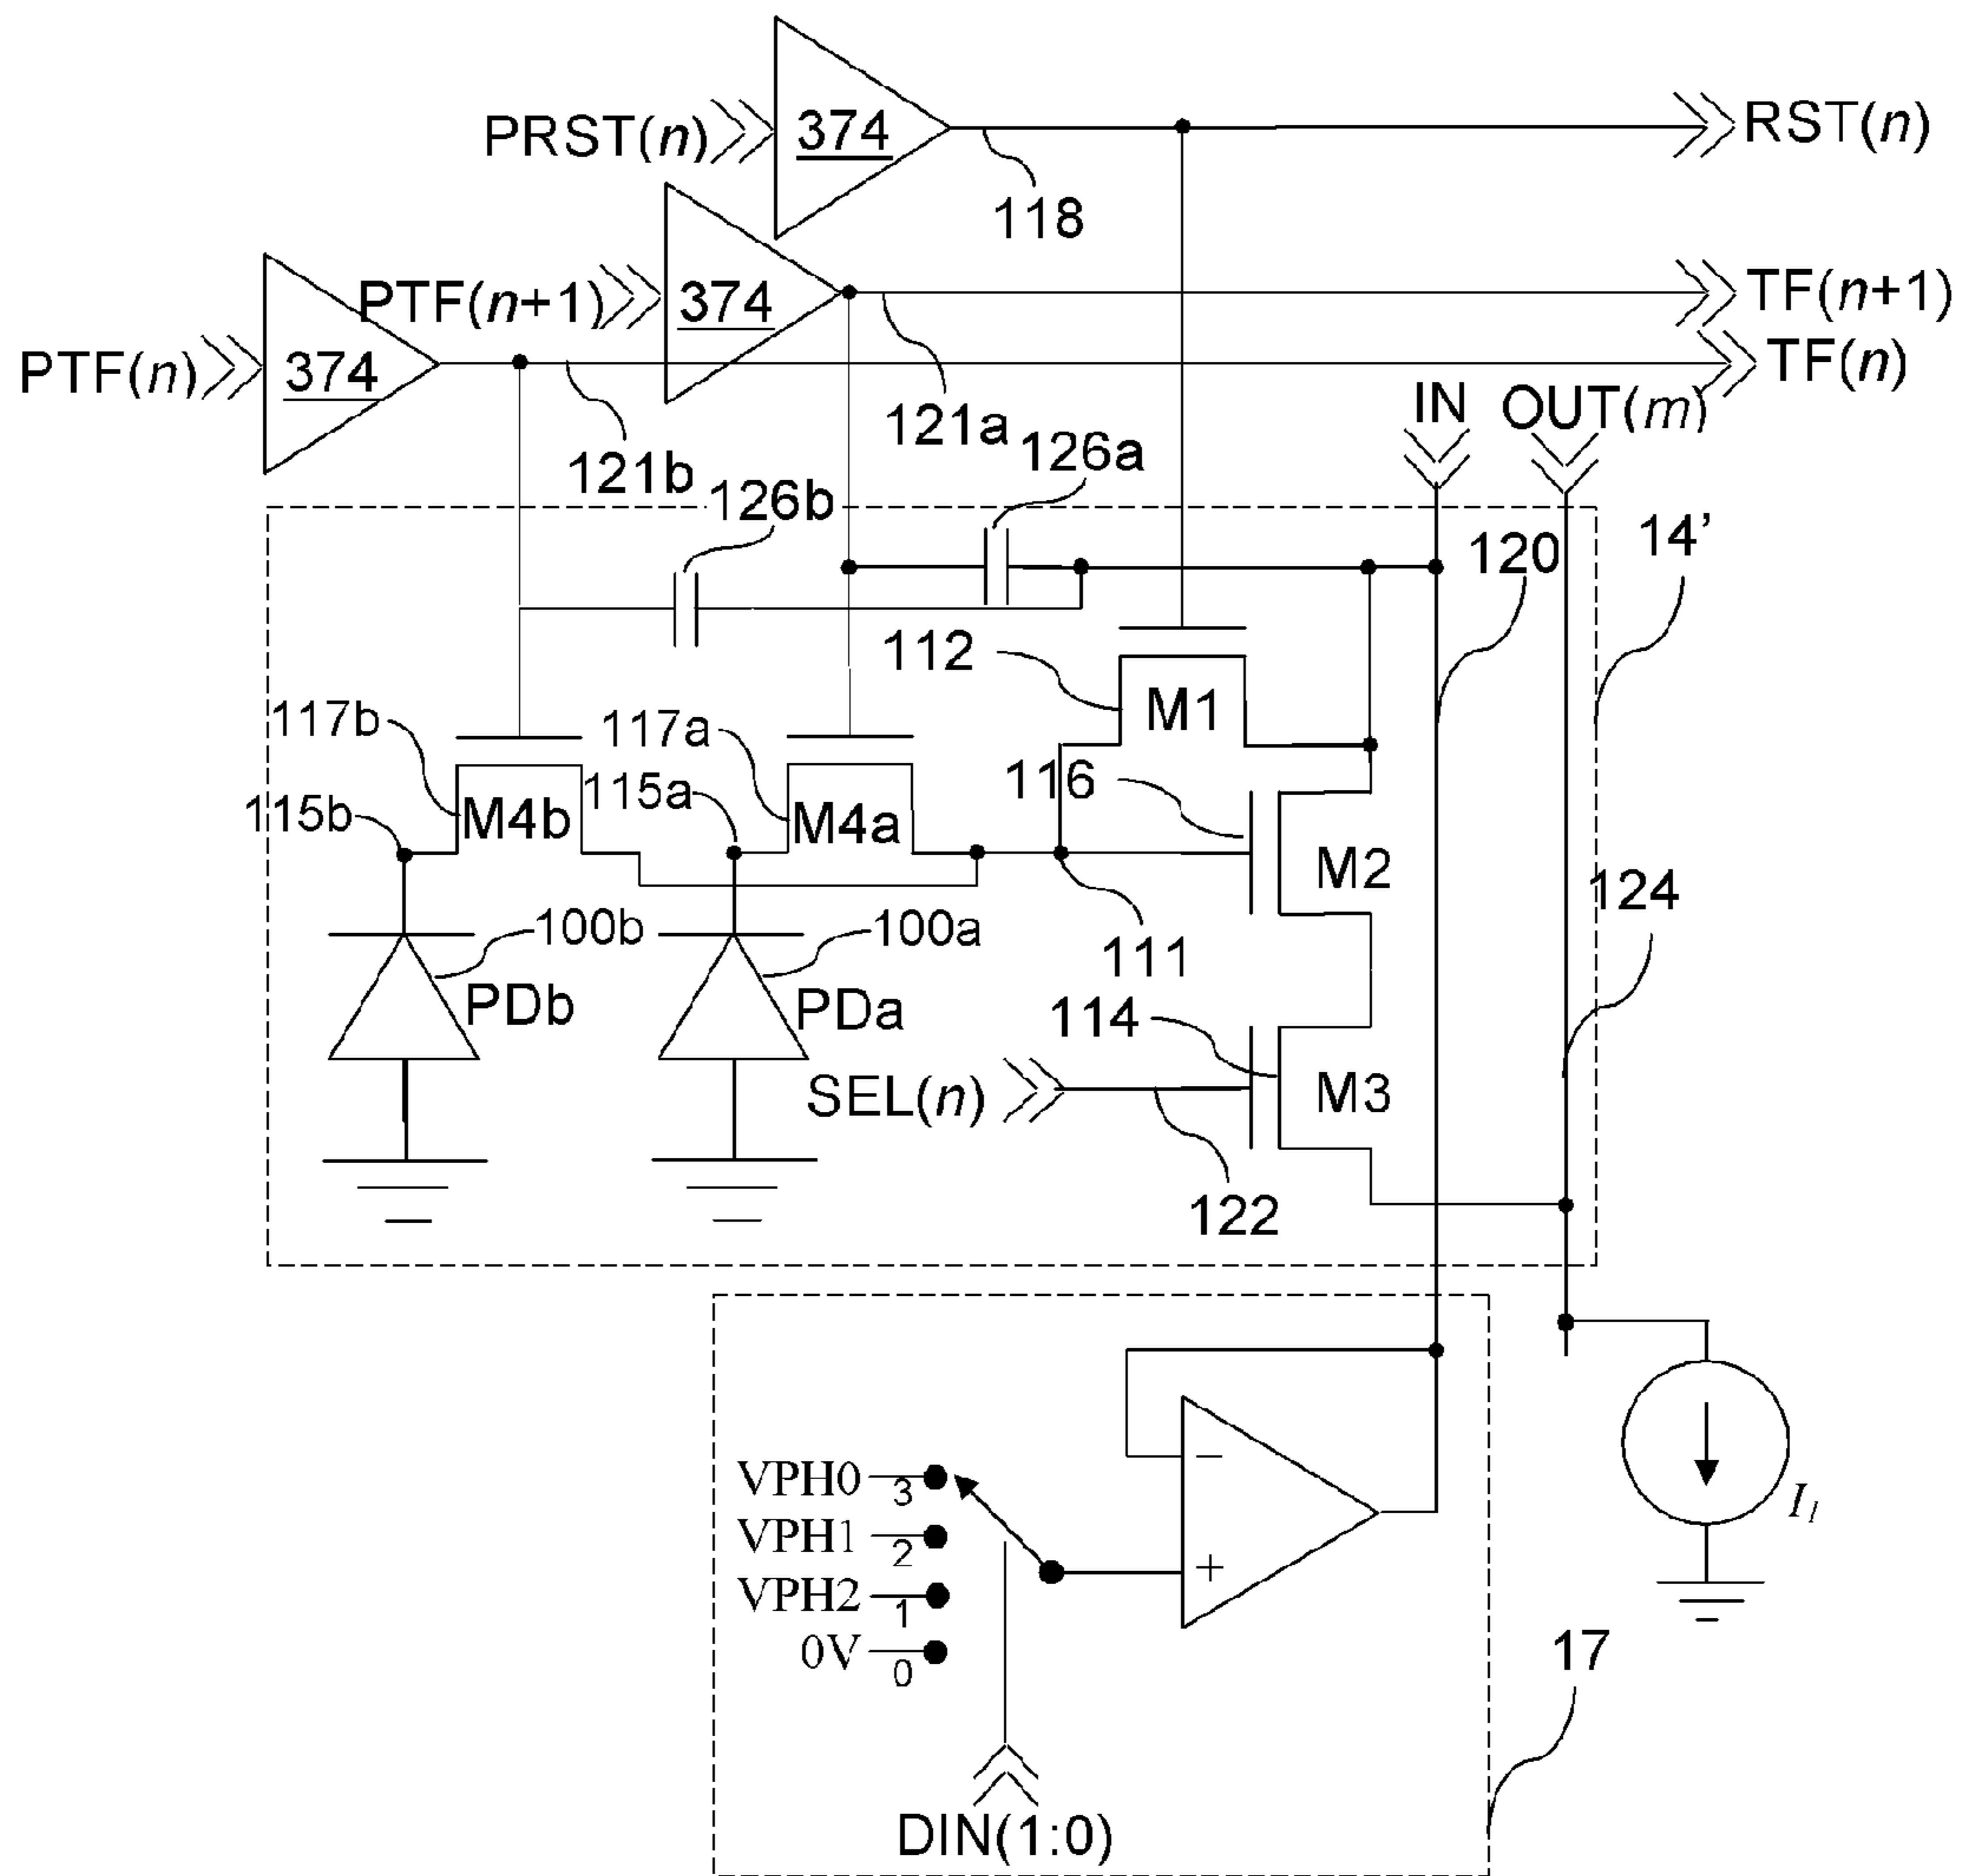 PRST(n)
374
RST(n)
118
PTF(n+1)
374
TF(n+1)
PTF(n)
374
TF(n)
121a
IN
OUT(m)
121b
126a
126b
120
14’
112
M1
117b
117a
116
115b
115a
M4b
M4a
M2
124
100b
100a
111
PDb
PDa
114
SEL(n)
M3
122
VPH0
3
VPH1
2
VPH2
1
0V
0
−
+
I1
17
DIN(1:0)